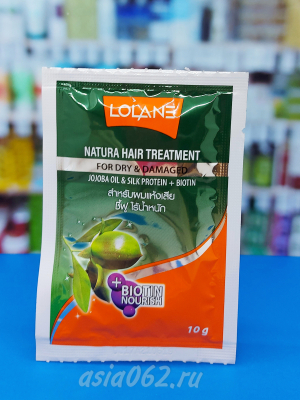 LOLANE
NATURA HAIR TREATMENT
FOR DRY & DAMAGED
JOJOBA OIL & SILK PROTEIN + BIOTIN
สำหรับผมแห้งเสีย
ชี้ฟู ไร้น้ำหนัก
+ BIOTIN
NOURISH
10 g
asia062.ru